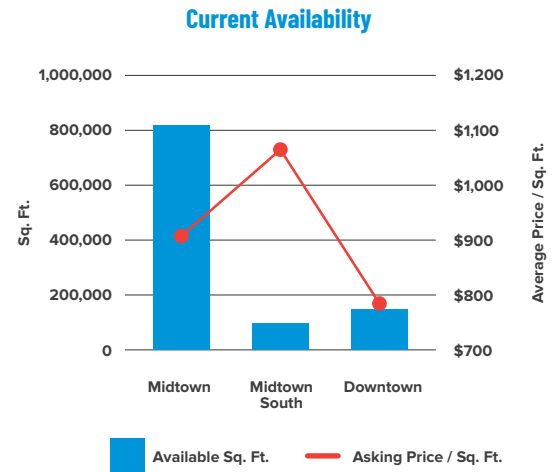 Current Availability
1,000,000
800,000
600,000
400,000
200,000
0
Sq. Ft.
$1,200
$1,100
$1,000
$900
$800
$700
Average Price / Sq. Ft.
Midtown
Midtown
South
Downtown
Available Sq. Ft.
Asking Price / Sq. Ft.